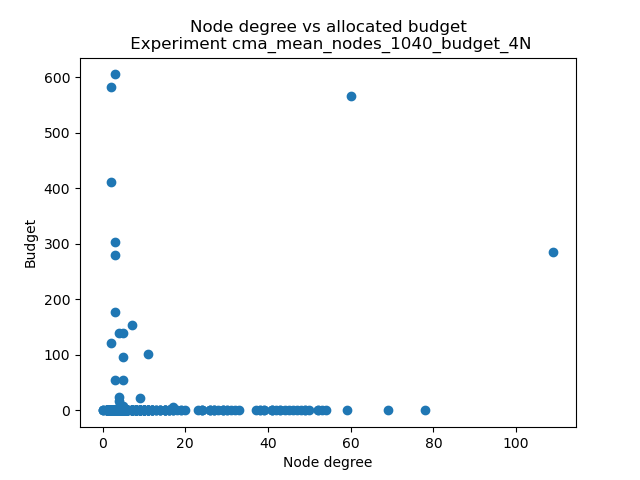 Node degree vs allocated budget
Experiment cma_mean_nodes_1040_budget_4N
600
500
400
300
200
100
0
Budget
0 20 40 60 80 100
Node degree